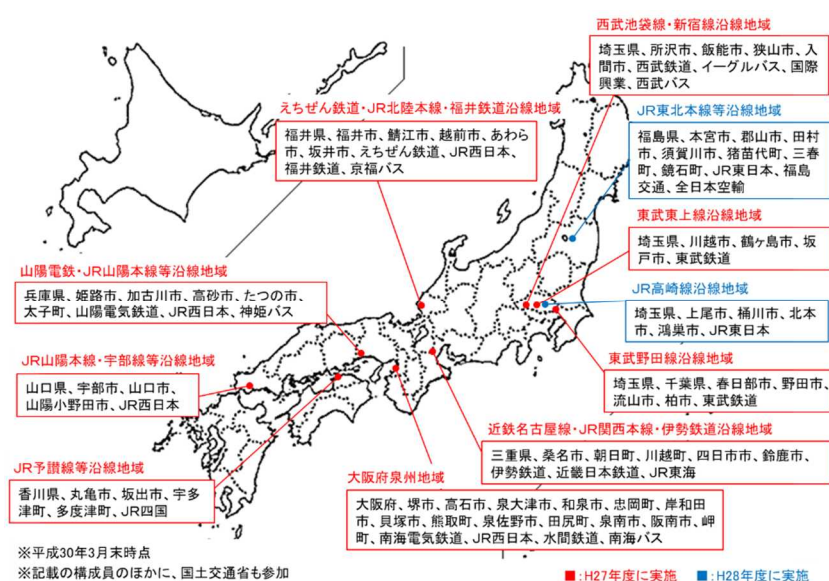 西武池袋線・新宿線沿線地域
埼玉県、所沢市、飯能市、狭山市、入
間市、西武鉄道、イーグルバス、国際
興業、西武バス
えちぜん鉄道・JR北陸本線・福井鉄道沿線地域
福井県、福井市、鯖江市、越前市、あわら
市、坂井市、えちぜん鉄道、JR西日本、
福井鉄道、京福バス
JR東北本線等沿線地域
福島県、本宮市、郡山市、田村
市、須賀川市、猪苗代町、三春
町、鏡石町、JR東日本、福島
交通、全日本空輸
東武東上線沿線地域
埼玉県、川越市、鶴ヶ島市、坂
戸市、東武鉄道
山陽電鉄・JR山陽本線等沿線地域
兵庫県、姫路市、加古川市、高砂市、たつの市、
太子町、山陽電気鉄道、JR西日本、神姫バス
JR高崎線沿線地域
埼玉県、上尾市、桶川市、北本
市、鴻巣市、JR東日本
JR山陽本線・宇部線等沿線地域
山口県、宇部市、山口市、
山陽小野田市、JR西日本
東武野田線沿線地域
埼玉県、千葉県、春日部市、野田市、
流山市、柏市、東武鉄道
近鉄名古屋線・JR関西本線・伊勢鉄道沿線地域
三重県、桑名市、朝日町、川越町、四日市市、鈴鹿市、
伊勢鉄道、近畿日本鉄道、JR東海
JR予讃線等沿線地域
香川県、丸亀市、坂出市、宇多
津町、多度津町、JR四国
大阪府泉州地域
大阪府、堺市、高石市、泉大津市、和泉市、忠岡町、岸和田
市、貝塚市、熊取町、泉佐野市、田尻町、泉南市、阪南市、岬
町、南海電気鉄道、JR西日本、水間鉄道、南海バス
※平成30年3月末時点
※記載の構成員のほかに、国土交通省も参加
■:H27年度に実施 ■:H28年度に実施